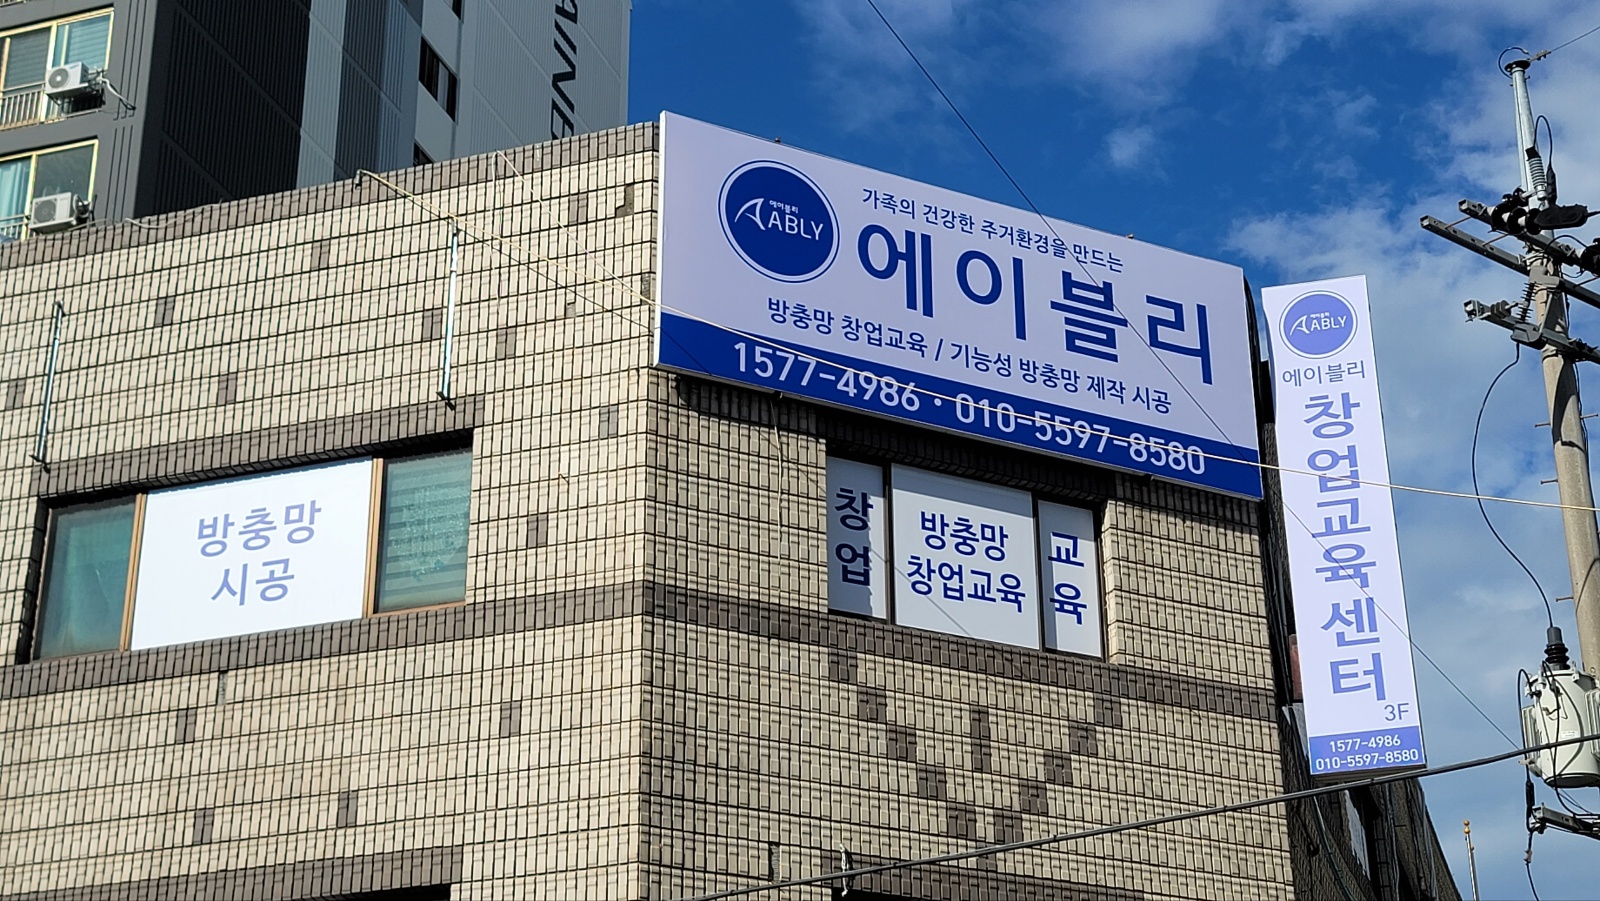 에이블리
ABLY
가족의 건강한 주거환경을 만드는
에이블리
방충망 창업교육 / 기능성 방충망 제작 시공
1577-4986 · 010-5597-8580
에이블리
ABLY
에이블리
창업교육센터
3F
1577-4986
010-5597-8580
방충망
시공
창업
방충망
창업교육
교육